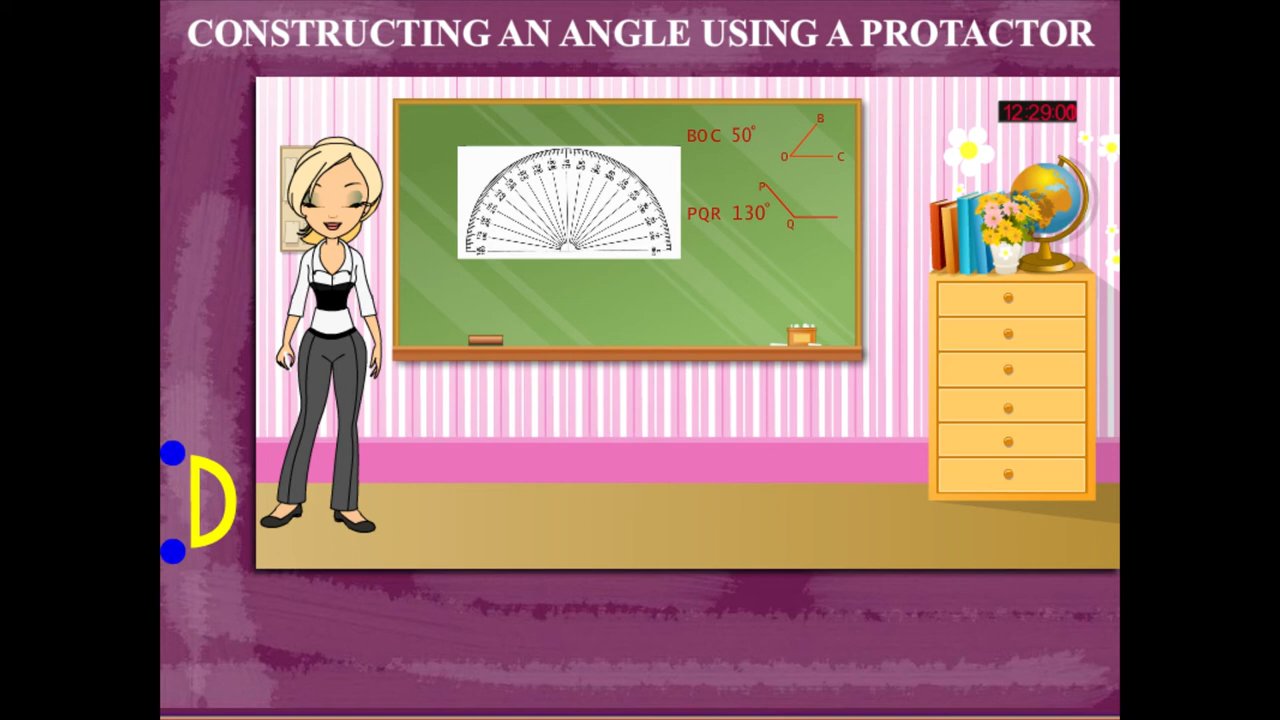 CONSTRUCTING AN ANGLE USING A PROTACTOR
12:29:00
BOC 50°
B
O
C
P
PQR 130°
Q